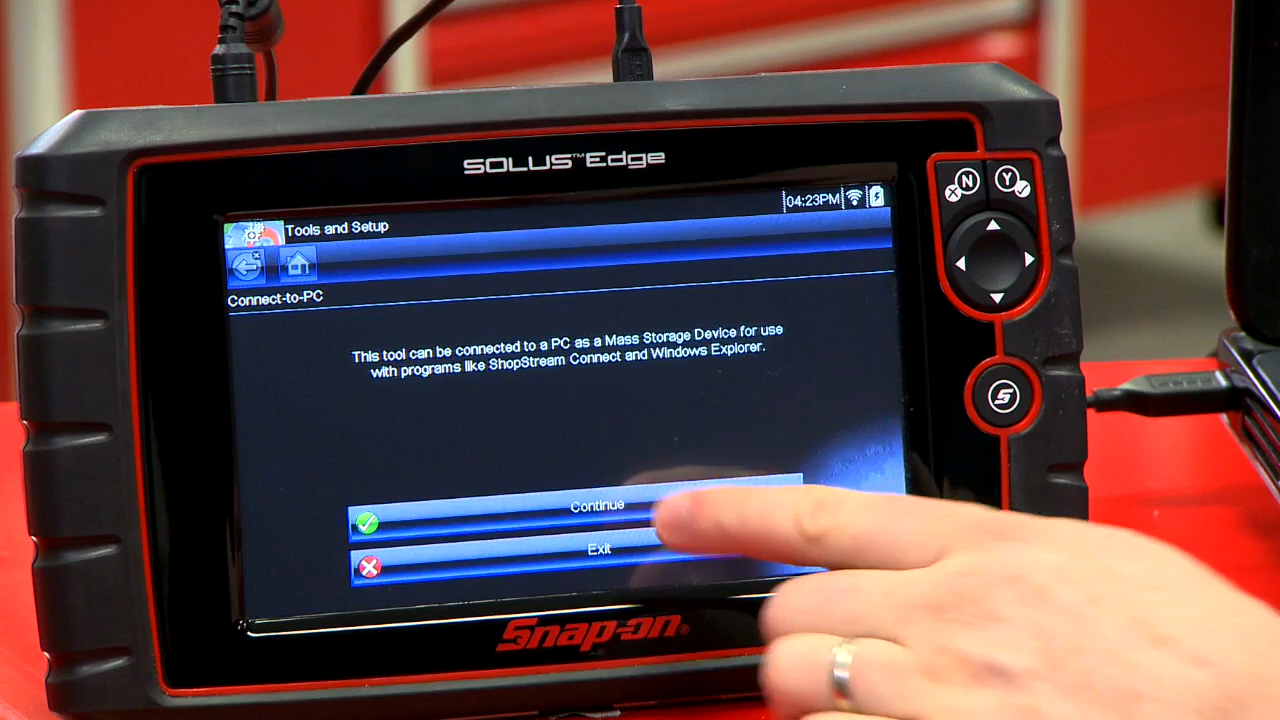 SOLUS™Edge
04:23PM
Tools and Setup
Connect-to-PC
This tool can be connected to a PC as a Mass Storage Device for use
with programs like ShopStream Connect and Windows Explorer.
Continue
Exit
Snap-on®
N
Y
S